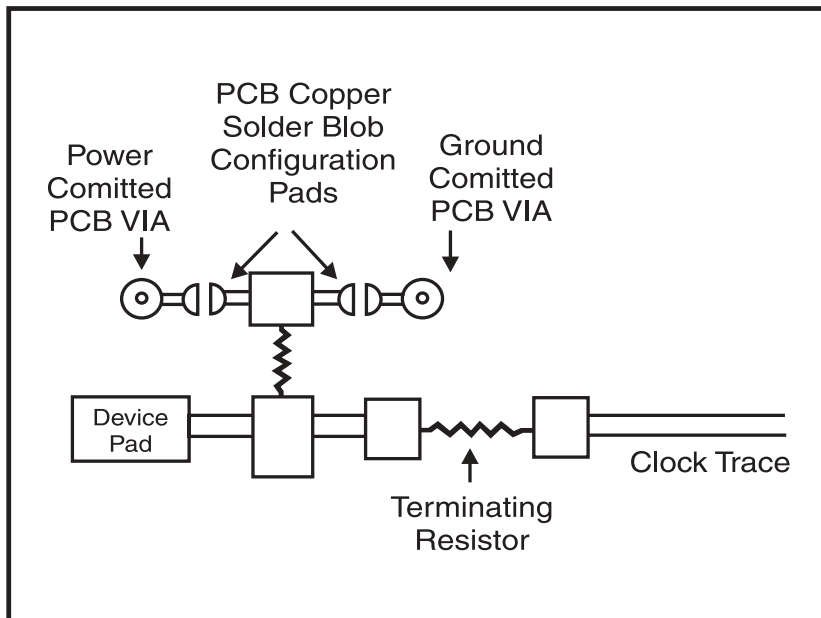 PCB Copper
Solder Blob
Configuration
Pads
Power
Comitted
PCB VIA
Ground
Comitted
PCB VIA
Device
Pad
Clock Trace
Terminating
Resistor